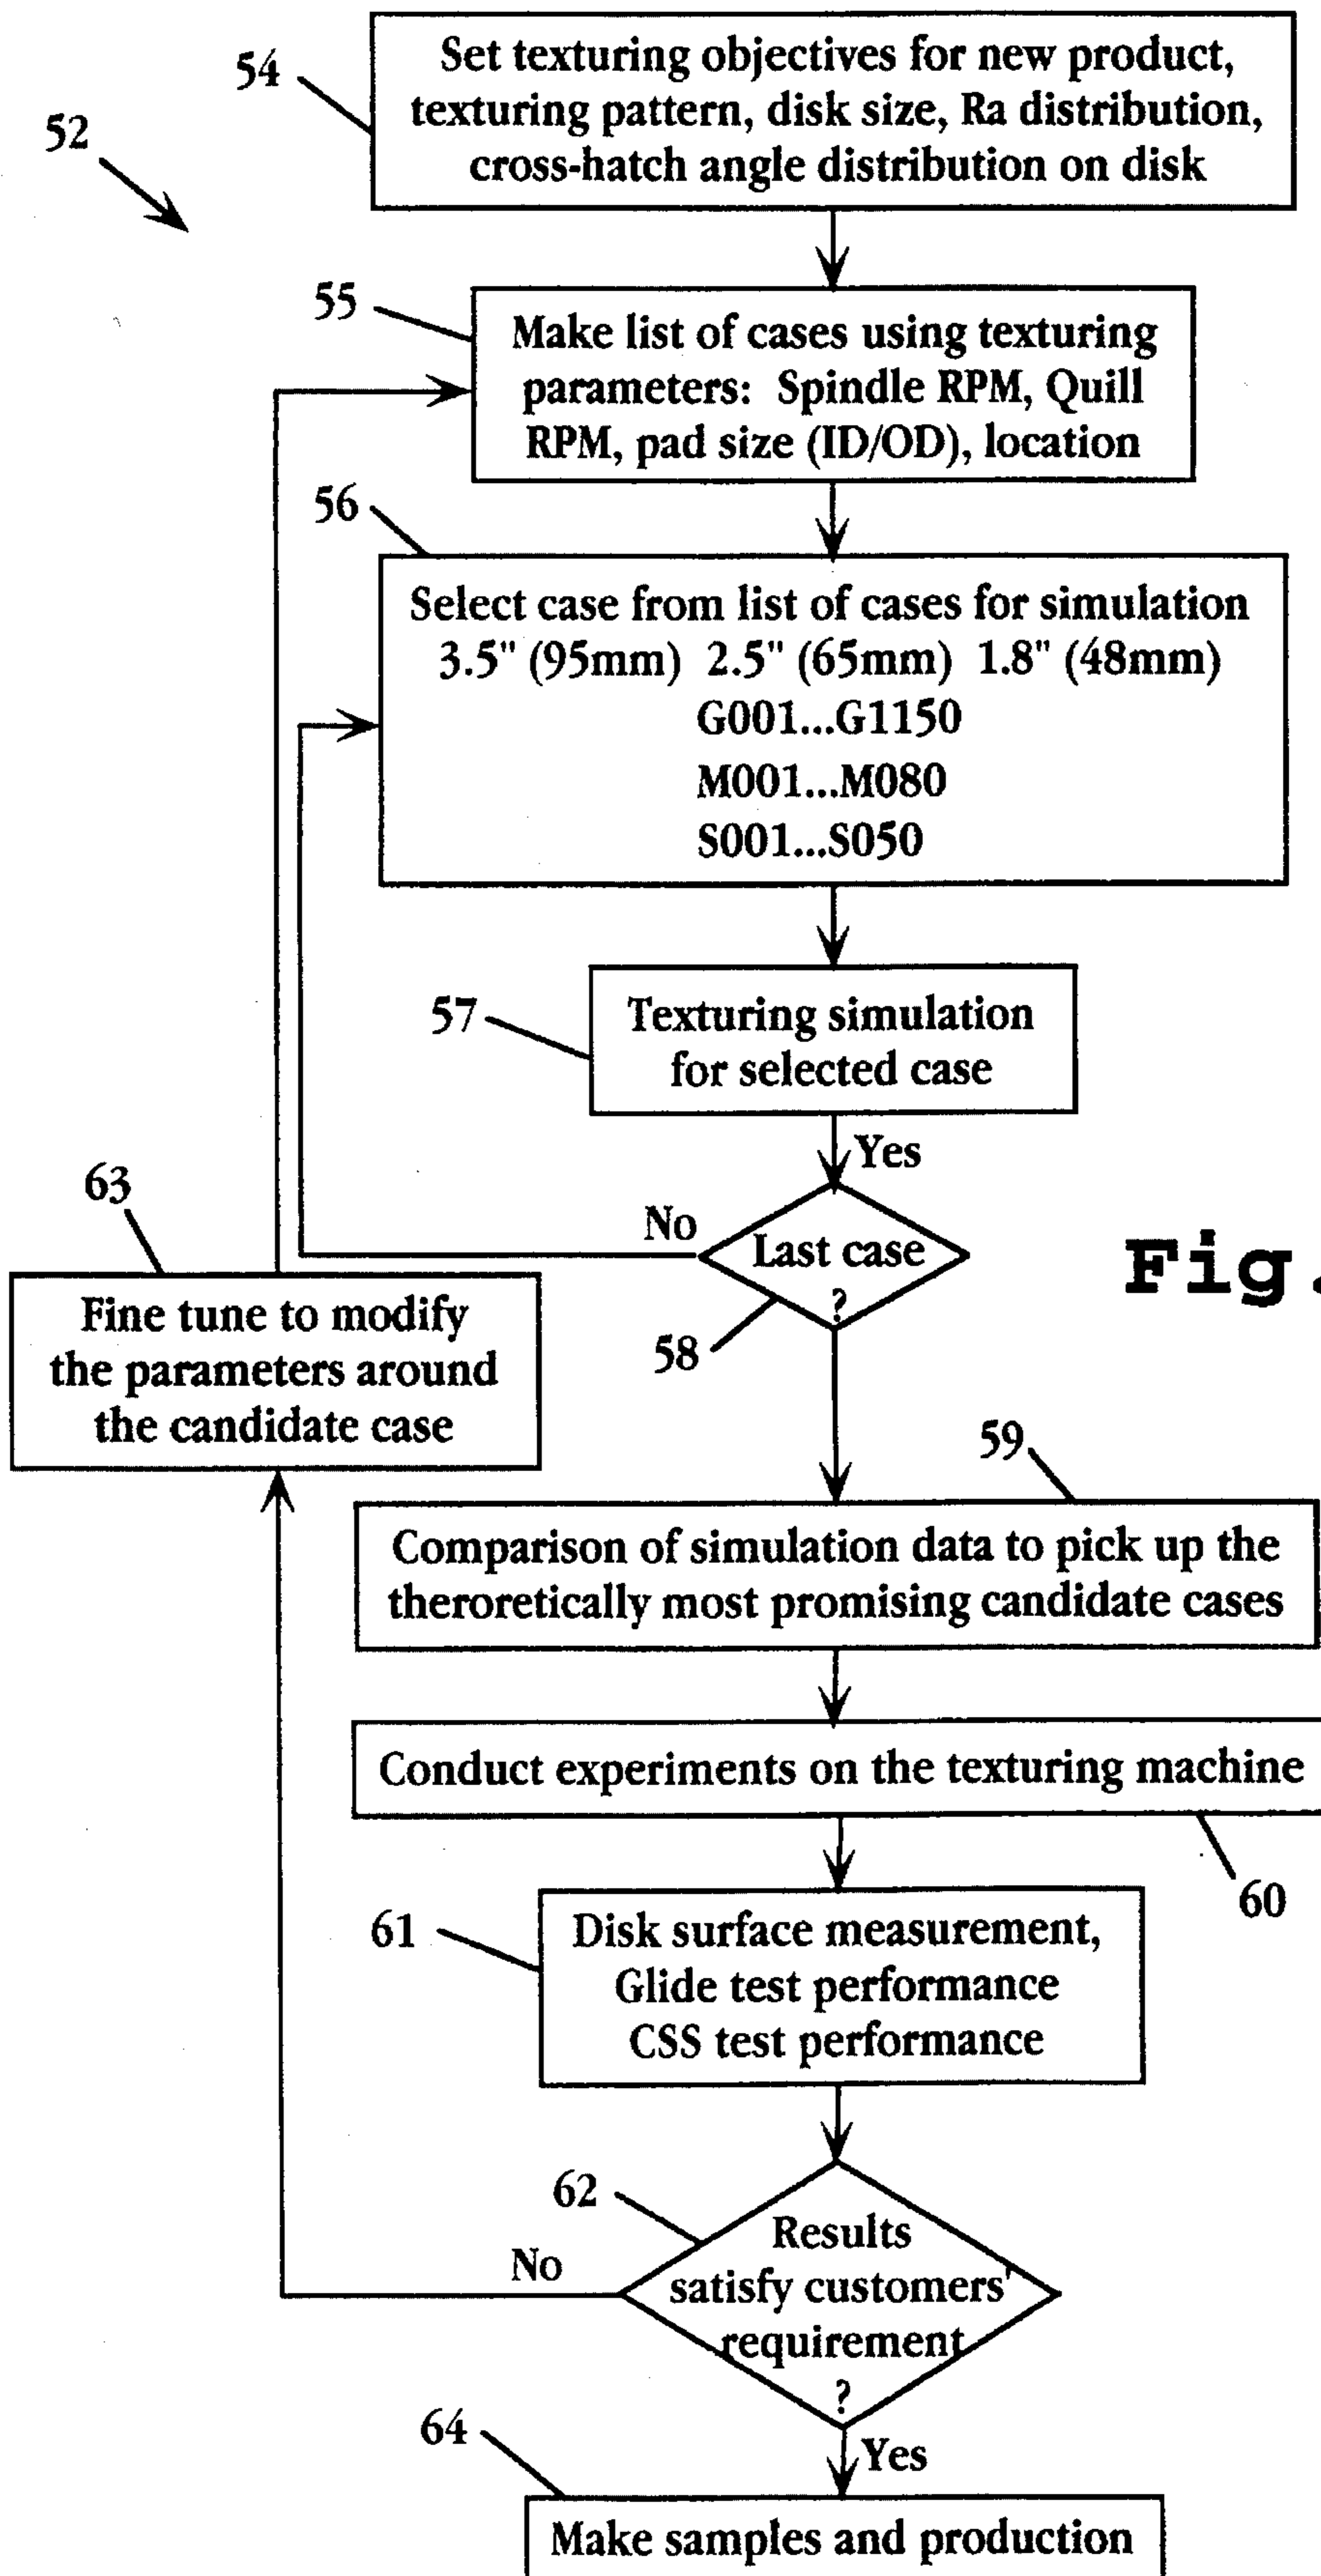 54
Set texturing objectives for new product,
texturing pattern, disk size, Ra distribution,
cross-hatch angle distribution on disk
52
55
Make list of cases using texturing
parameters: Spindle RPM, Quill
RPM, pad size (ID/OD), location
56
Select case from list of cases for simulation
3.5" (95mm) 2.5" (65mm) 1.8" (48mm)
G001...G1150
M001...M080
S001...S050
57
Texturing simulation
for selected case
Yes
No
Last case
?
58
Fig.
63
Fine tune to modify
the parameters around
the candidate case
59
Comparison of simulation data to pick up the
theroretically most promising candidate cases
Conduct experiments on the texturing machine
60
61
Disk surface measurement,
Glide test performance
CSS test performance
62
No
Results
satisfy customers'
requirement
?
Yes
64
Make samples and production